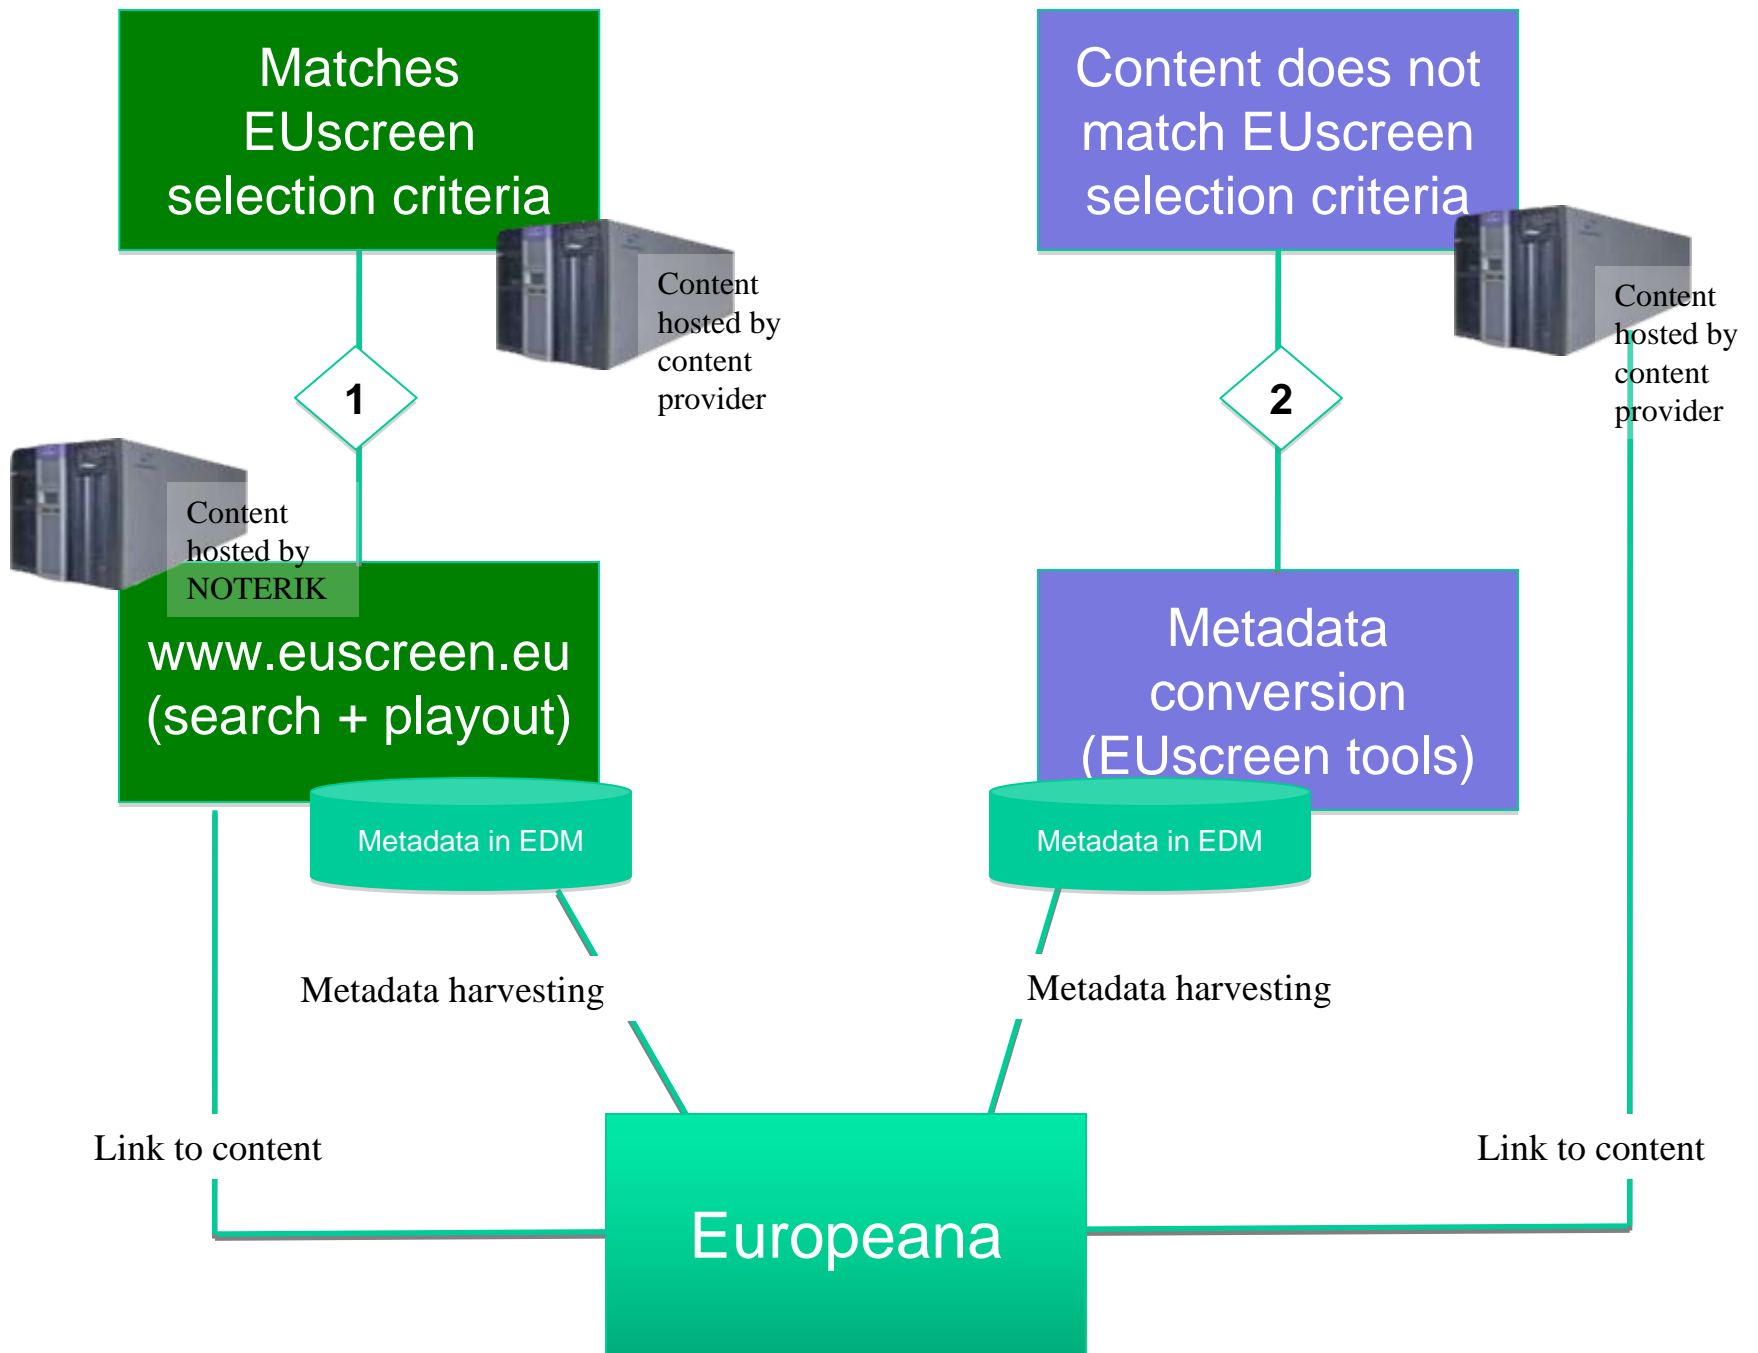 Matches
EUscreen
selection criteria
Content does not
match EUscreen
selection criteria
Content
hosted by
content
provider
Content
hosted by
content
provider
1
2
Content
hosted by
NOTERIK
www.euscreen.eu
(search + playout)
Metadata
conversion
(EUscreen tools)
Metadata in EDM
Metadata in EDM
Metadata harvesting
Metadata harvesting
Link to content
Link to content
Europeana